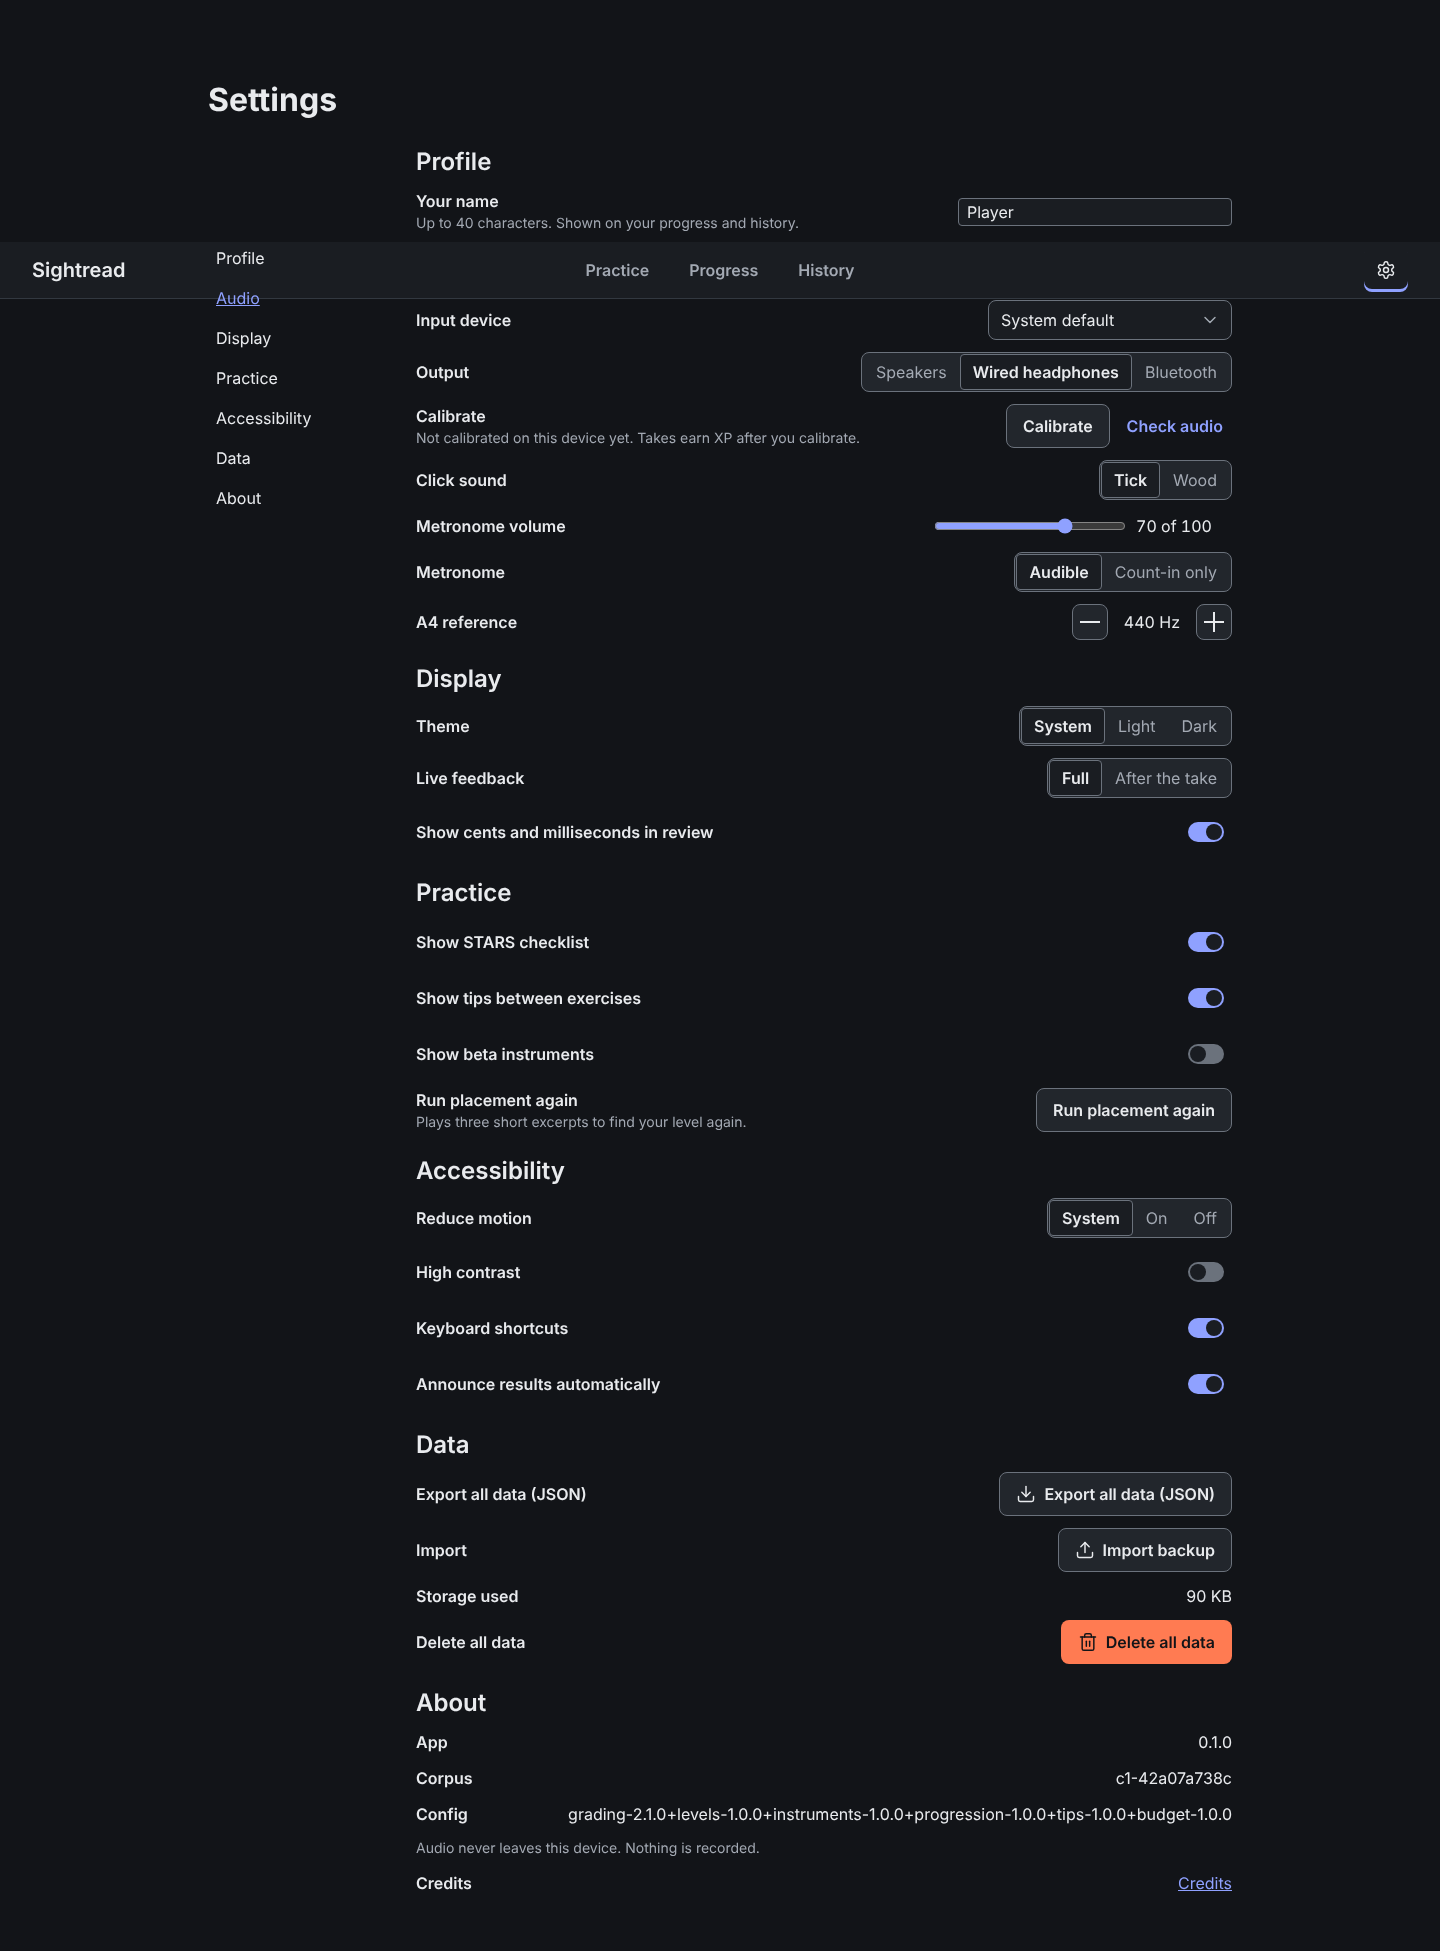 Settings
Profile
Your name
Up to 40 characters. Shown on your progress and history.
Player
Sightread
Practice
Progress
History
Profile
Audio
Display
Practice
Accessibility
Data
About
Input device
System default
Output
Speakers
Wired headphones
Bluetooth
Calibrate
Not calibrated on this device yet. Takes earn XP after you calibrate.
Calibrate
Check audio
Click sound
Tick
Wood
Metronome volume
70 of 100
Metronome
Audible
Count-in only
A4 reference
440 Hz
Display
Theme
System
Light
Dark
Live feedback
Full
After the take
Show cents and milliseconds in review
Practice
Show STARS checklist
Show tips between exercises
Show beta instruments
Run placement again
Plays three short excerpts to find your level again.
Run placement again
Accessibility
Reduce motion
System
On
Off
High contrast
Keyboard shortcuts
Announce results automatically
Data
Export all data (JSON)
Export all data (JSON)
Import
Import backup
Storage used
90 KB
Delete all data
Delete all data
About
App
0.1.0
Corpus
c1-42a07a738c
Config
grading-2.1.0+levels-1.0.0+instruments-1.0.0+progression-1.0.0+tips-1.0.0+budget-1.0.0
Audio never leaves this device. Nothing is recorded.
Credits
Credits